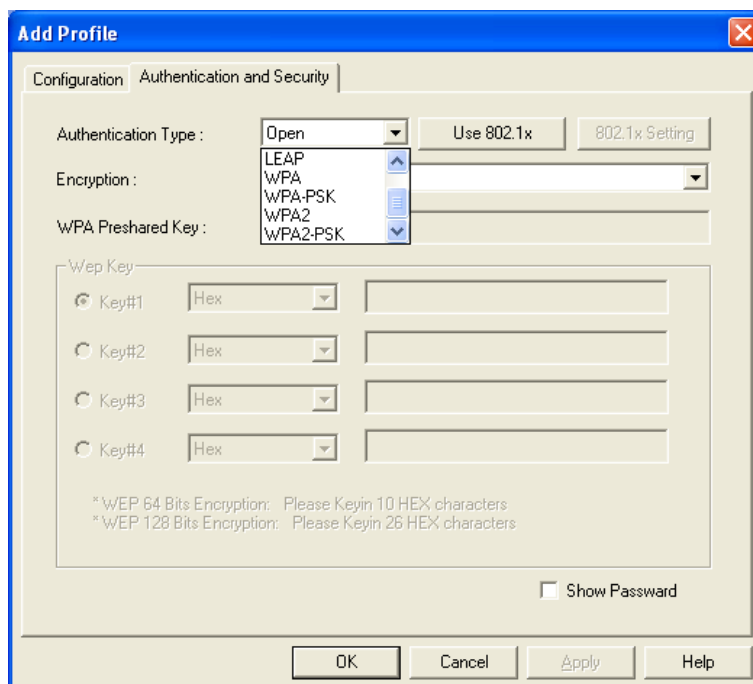 Add Profile
Configuration Authentication and Security
Authentication Type : Open Use 802.1x 802.1x Setting
LEAP
WPA
WPA-PSK
WPA2
WPA2-PSK
Encryption :
WPA Preshared Key :
Wep Key
Key#1 Hex
Key#2 Hex
Key#3 Hex
Key#4 Hex
* WEP 64 Bits Encryption: Please Keyin 10 HEX characters
* WEP 128 Bits Encryption: Please Keyin 26 HEX characters
Show Passward
OK Cancel Apply Help